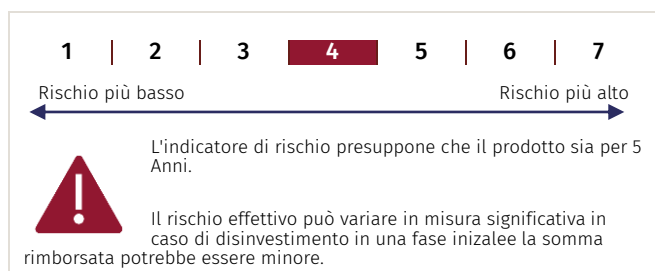 1 | 2 | 3 | 4 | 5 | 6 | 7
Rischio più basso Rischio più alto
L'indicatore di rischio presuppone che il prodotto sia per 5
Anni.
Il rischio effettivo può variare in misura significativa in
caso di disinvestimento in una fase inizalee la somma
rimborsata potrebbe essere minore.